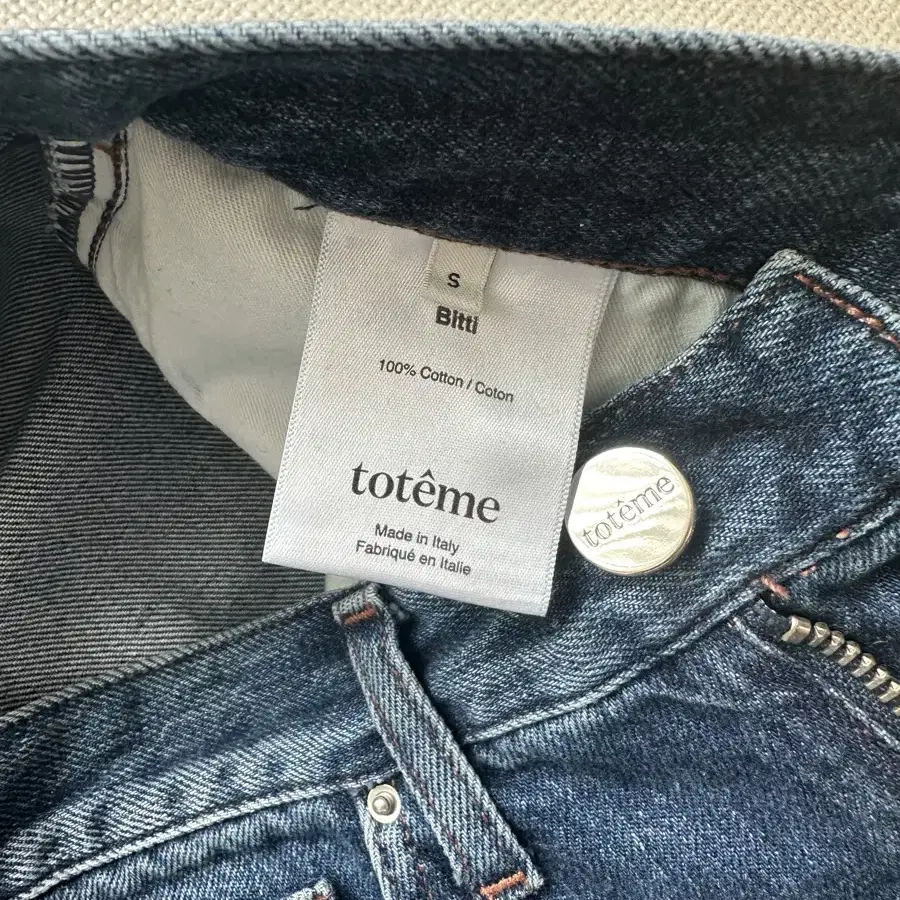 S
Bitti
100% Cotton / Coton
totême
Made in Italy
Fabriqué en Italie
totême